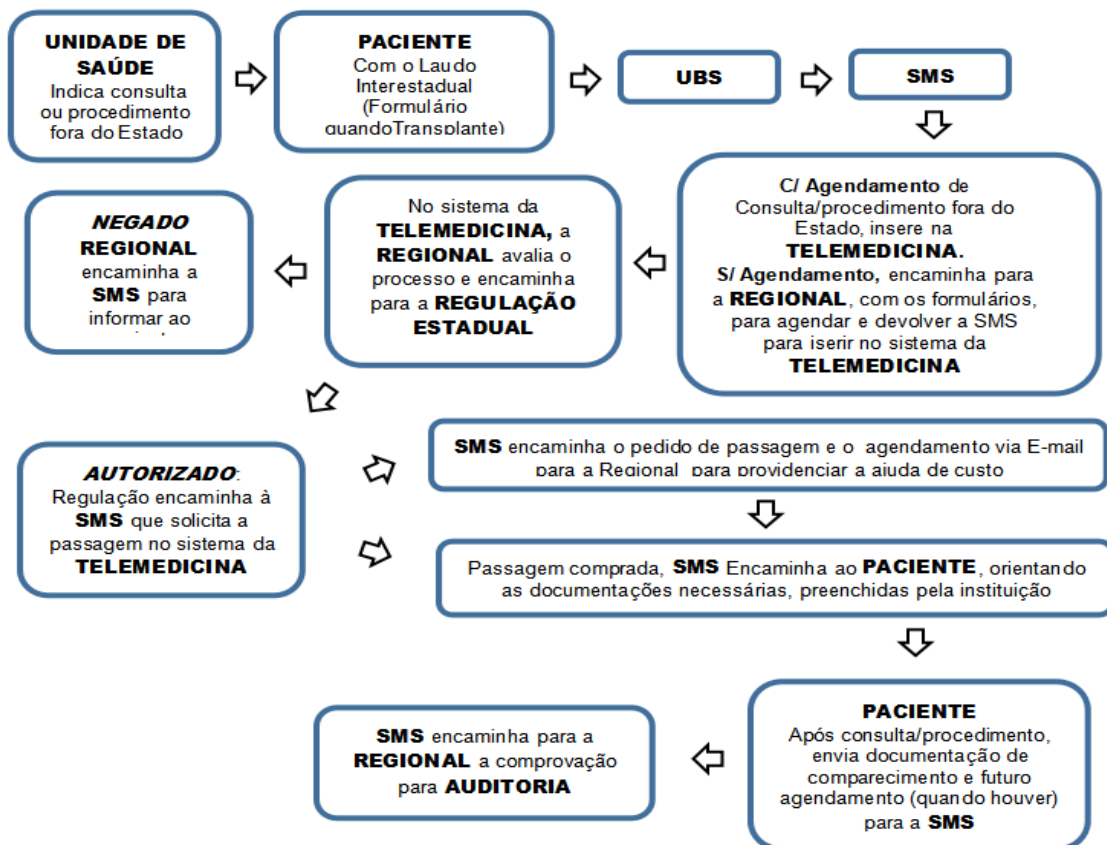 UNIDADE DE
SAÚDE
Indica consulta
ou procedimento
fora do Estado
PACIENTE
Com o Laudo
Interestadual
(Formulário
quandoTransplante)
UBS
SMS
C/ Agendamento de
Consulta/procedimento fora do
Estado, insere na
TELEMEDICINA.
S/ Agendamento, encaminha para
a REGIONAL, com os formulários,
para agendar e devolver a SMS
para iserir no sistema da
TELEMEDICINA
No sistema da
TELEMEDICINA, a
REGIONAL avalia o
processo e encaminha
para a REGULAÇÃO
ESTADUAL
NEGADO
REGIONAL
encaminha a
SMS para
informar ao
AUTORIZADO:
Regulação encaminha à
SMS que solicita a
passagem no sistema da
TELEMEDICINA
SMS encaminha o pedido de passagem e o agendamento via E-mail
para a Regional para providenciar a ajuda de custo
Passagem comprada, SMS Encaminha ao PACIENTE, orientando
as documentações necessárias, preenchidas pela instituição
PACIENTE
Após consulta/procedimento,
envia documentação de
comparecimento e futuro
agendamento (quando houver)
para a SMS
SMS encaminha para a
REGIONAL a comprovação
para AUDITORIA